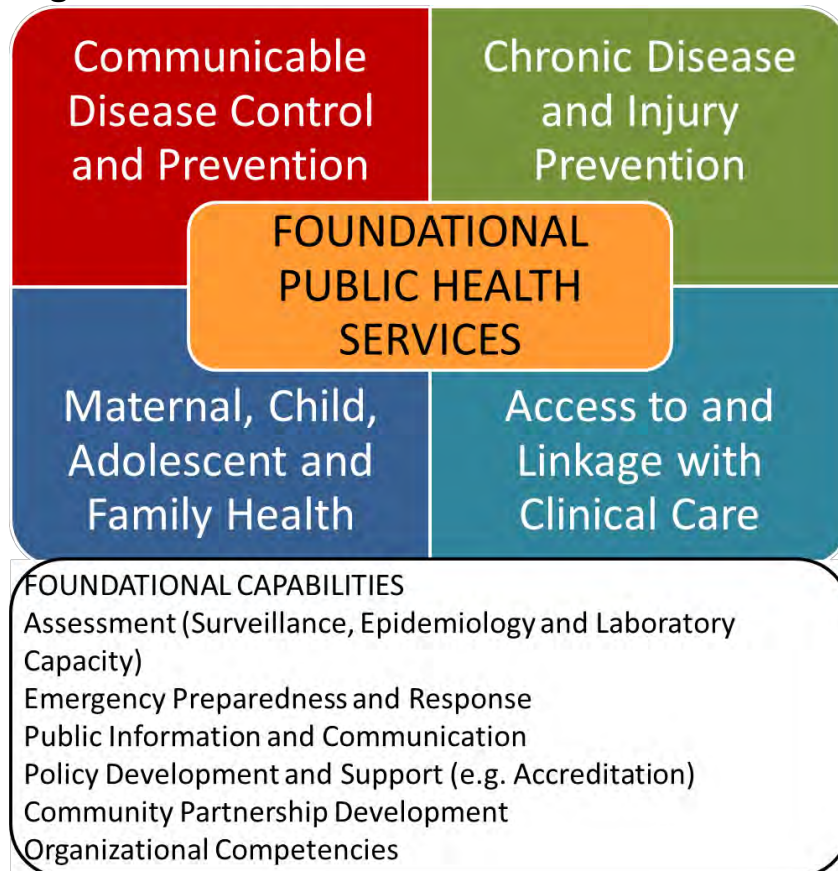 Communicable
Disease Control
and Prevention
Chronic Disease
and Injury
Prevention
FOUNDATIONAL
PUBLIC HEALTH
SERVICES
Maternal, Child,
Adolescent and
Family Health
Access to and
Linkage with
Clinical Care
FOUNDATIONAL CAPABILITIES
Assessment (Surveillance, Epidemiology and Laboratory
Capacity)
Emergency Preparedness and Response
Public Information and Communication
Policy Development and Support (e.g. Accreditation)
Community Partnership Development
Organizational Competencies